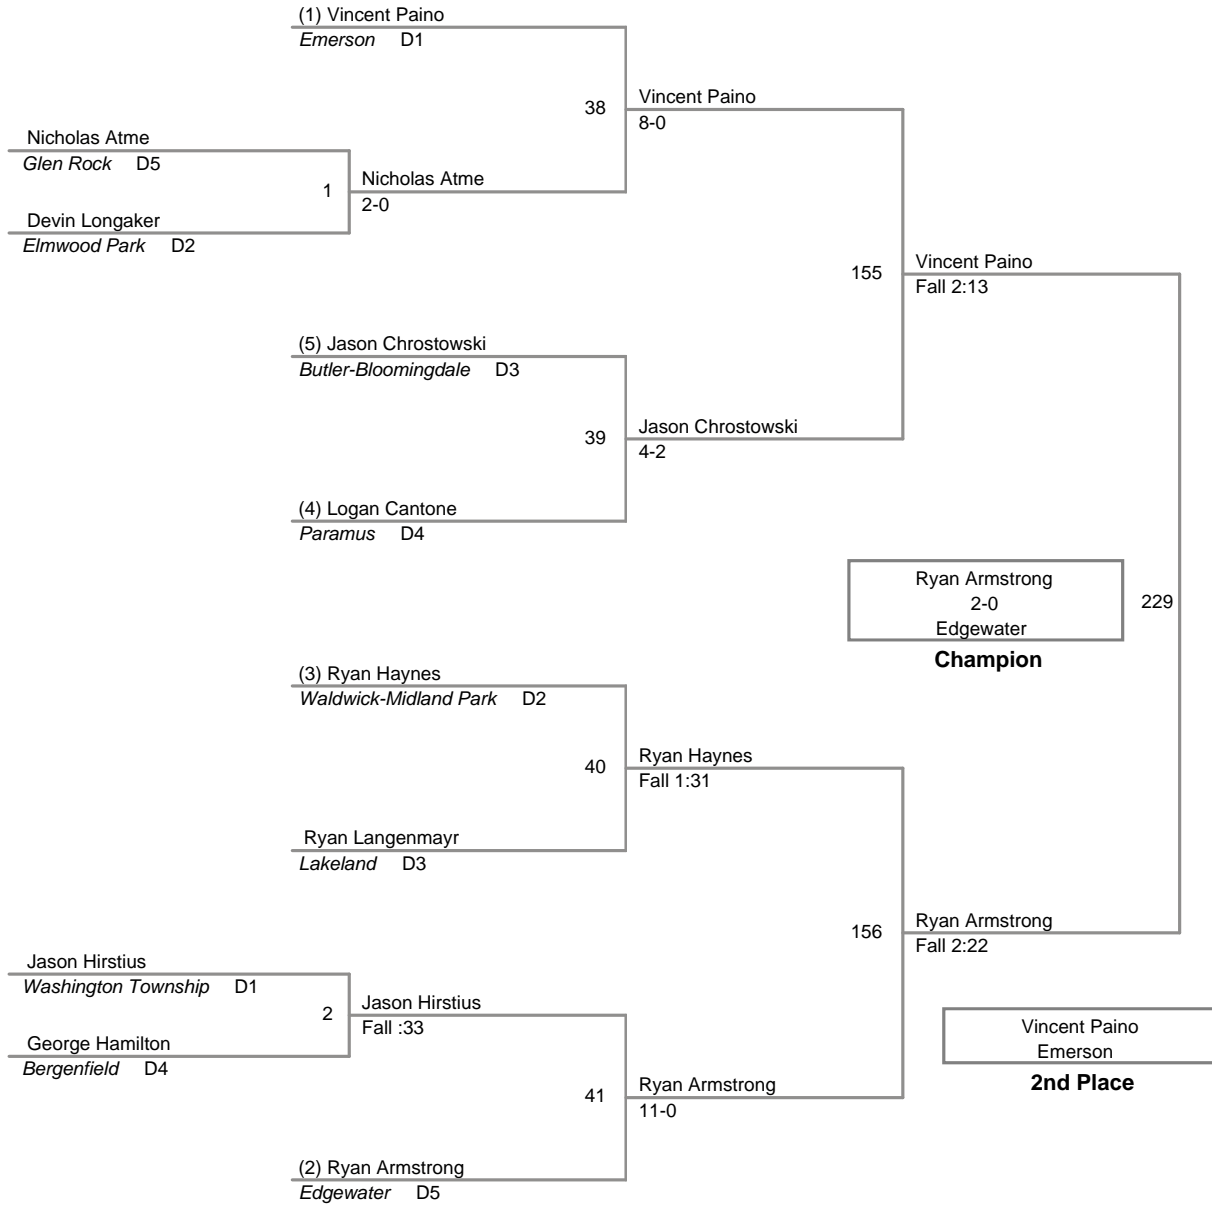 (1) Vincent Paino
Emerson D1
38
Vincent Paino
8-0
Nicholas Atme
Glen Rock D5
1
Nicholas Atme
2-0
Devin Longaker
Elmwood Park D2
155
Vincent Paino
Fall 2:13
(5) Jason Chrostowski
Butler-Bloomingdale D3
39
Jason Chrostowski
4-2
(4) Logan Cantone
Paramus D4
Ryan Armstrong
2-0
Edgewater
Champion
229
(3) Ryan Haynes
Waldwick-Midland Park D2
40
Ryan Haynes
Fall 1:31
Ryan Langenmayr
Lakeland D3
156
Ryan Armstrong
Fall 2:22
Jason Hirstius
Washington Township D1
2
Jason Hirstius
Fall :33
George Hamilton
Bergenfield D4
Vincent Paino
Emerson
2nd Place
41
Ryan Armstrong
11-0
(2) Ryan Armstrong
Edgewater D5